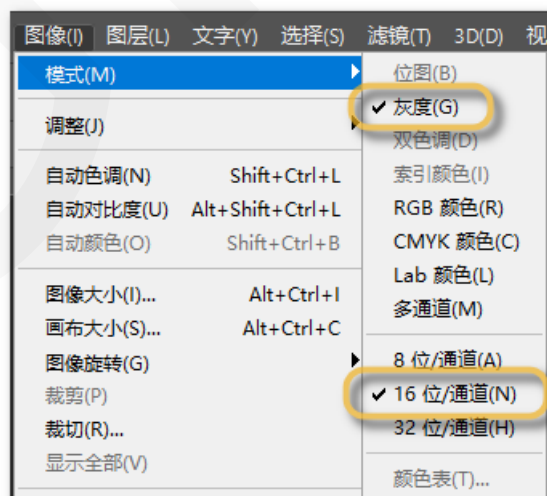 图像(I) 图层(L) 文字(Y) 选择(S) 滤镜(T) 3D(D) 视
模式(M)
调整(J)
自动色调(N) Shift+Ctrl+L
自动对比度(U) Alt+Shift+Ctrl+L
自动颜色(O) Shift+Ctrl+B
图像大小(I)... Alt+Ctrl+I
画布大小(S)... Alt+Ctrl+C
图像旋转(G)
裁剪(P)
裁切(R)...
显示全部(V)
位图(B)
✓ 灰度(G)
双色调(D)
索引颜色(I)
RGB 颜色(R)
CMYK 颜色(C)
Lab 颜色(L)
多通道(M)
8 位/通道(A)
✓ 16 位/通道(N)
32 位/通道(H)
颜色表(T)...